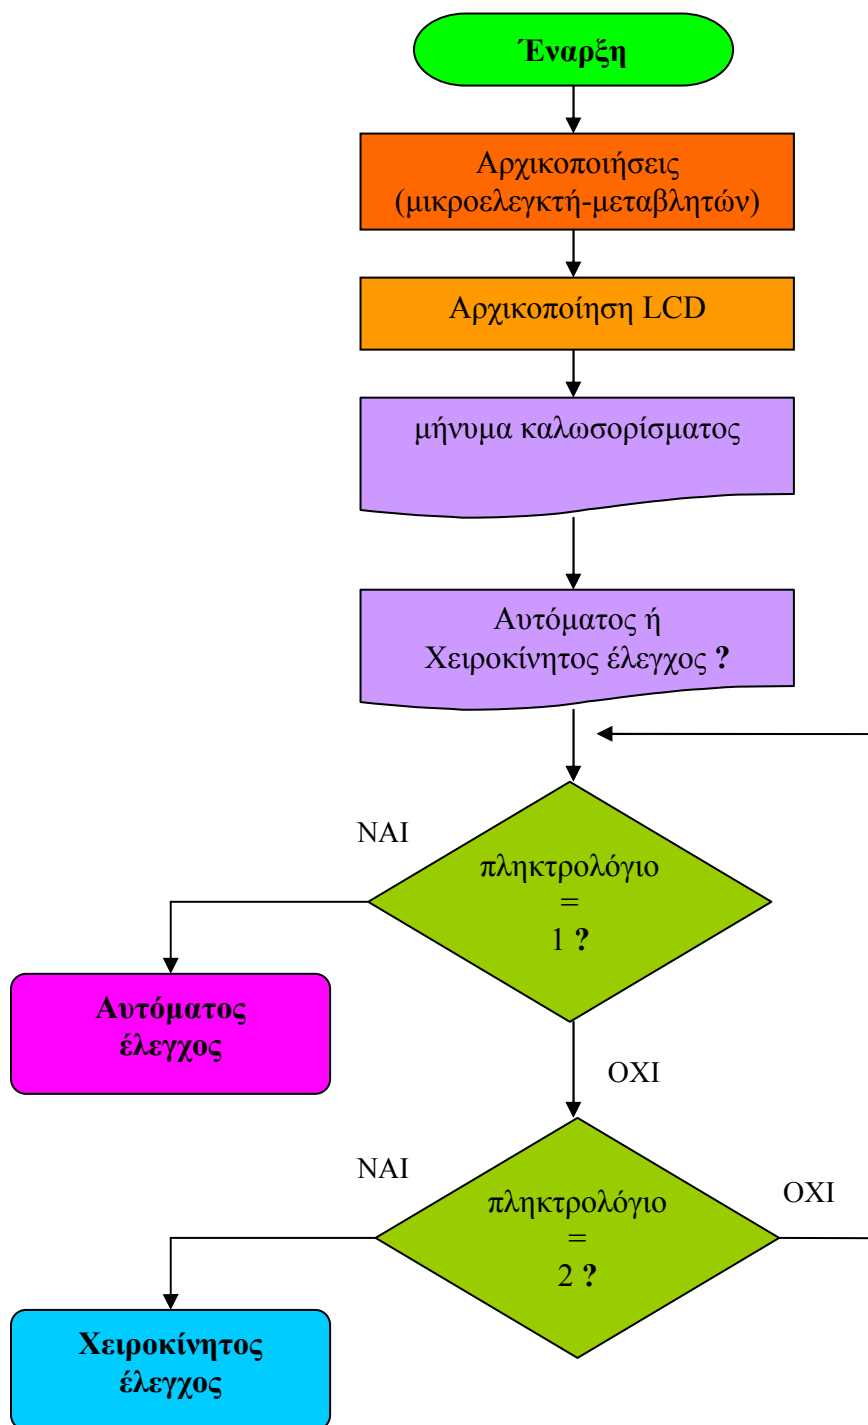 Έναρξη
Αρχικοποιήσεις
(μικροελεγκτή-μεταβλητών)
Αρχικοποίηση LCD
μήνυμα καλωσορίσματος
Αυτόματος ή
Χειροκίνητος έλεγχος ?
ΝΑΙ
πληκτρολόγιο
=
1 ?
Αυτόματος
έλεγχος
ΟΧΙ
ΝΑΙ
πληκτρολόγιο
=
2 ?
ΟΧΙ
Χειροκίνητος
έλεγχος